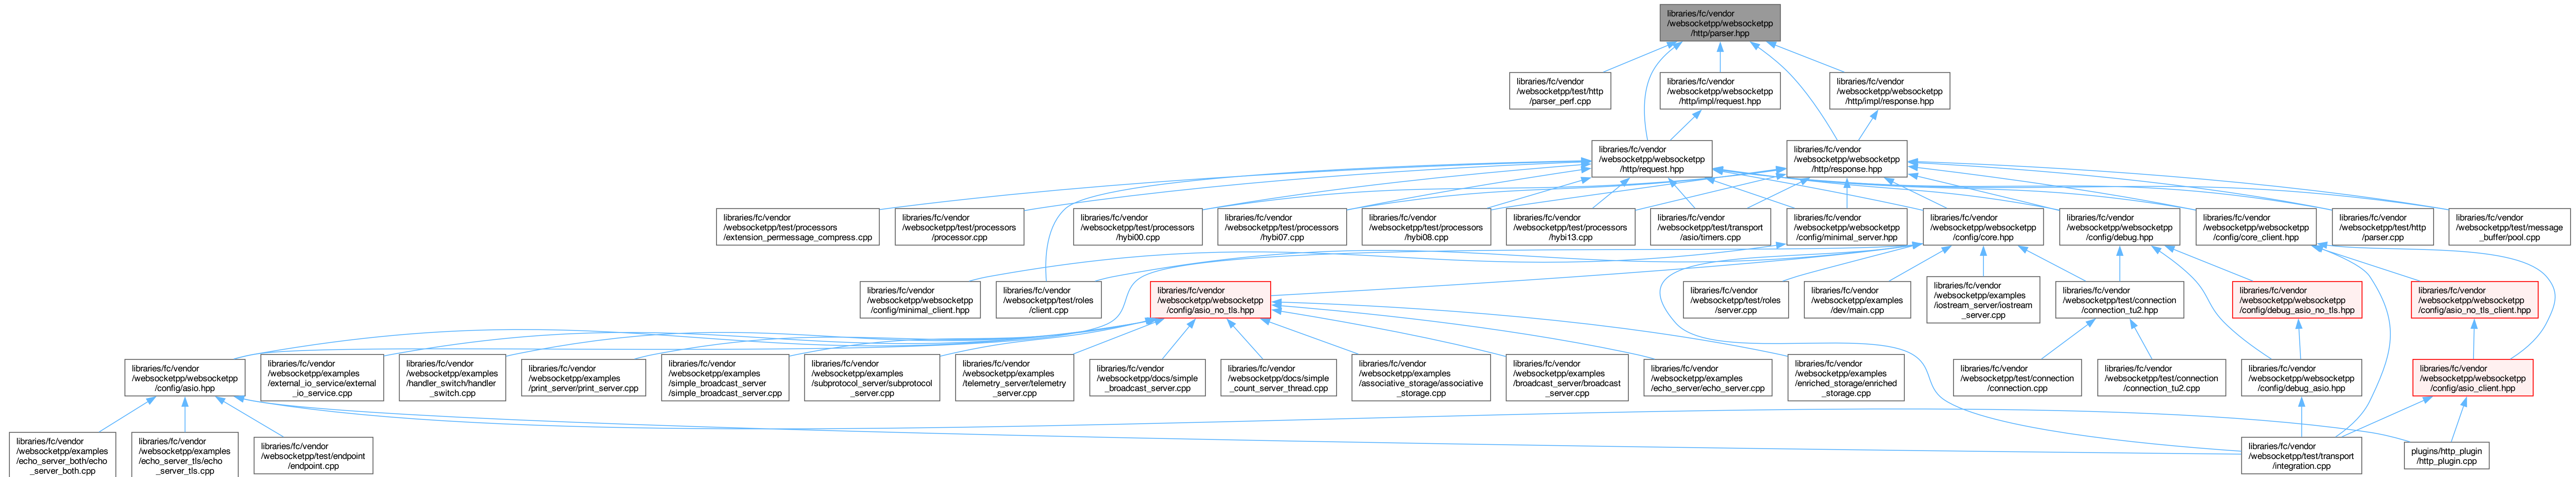 libraries/fc/vendor
/websocketpp/websocketpp
/http/parser.hpp
libraries/fc/vendor
/websocketpp/test/http
/parser_perf.cpp
libraries/fc/vendor
/websocketpp/websocketpp
/http/impl/request.hpp
libraries/fc/vendor
/websocketpp/websocketpp
/http/impl/response.hpp
libraries/fc/vendor
/websocketpp/websocketpp
/http/request.hpp
libraries/fc/vendor
/websocketpp/websocketpp
/http/response.hpp
libraries/fc/vendor
/websocketpp/test/processors
/extension_permessage_compress.cpp
libraries/fc/vendor
/websocketpp/test/processors
/processor.cpp
libraries/fc/vendor
/websocketpp/test/processors
/hybi00.cpp
libraries/fc/vendor
/websocketpp/test/processors
/hybi07.cpp
libraries/fc/vendor
/websocketpp/test/processors
/hybi08.cpp
libraries/fc/vendor
/websocketpp/test/processors
/hybi13.cpp
libraries/fc/vendor
/websocketpp/test/transport
/asio/timers.cpp
libraries/fc/vendor
/websocketpp/websocketpp
/config/minimal_server.hpp
libraries/fc/vendor
/websocketpp/websocketpp
/config/core.hpp
libraries/fc/vendor
/websocketpp/websocketpp
/config/debug.hpp
libraries/fc/vendor
/websocketpp/websocketpp
/config/core_client.hpp
libraries/fc/vendor
/websocketpp/test/http
/parser.cpp
libraries/fc/vendor
/websocketpp/test/message
_buffer/pool.cpp
libraries/fc/vendor
/websocketpp/websocketpp
/config/minimal_client.hpp
libraries/fc/vendor
/websocketpp/test/roles
/client.cpp
libraries/fc/vendor
/websocketpp/websocketpp
/config/asio_no_tls.hpp
libraries/fc/vendor
/websocketpp/test/roles
/server.cpp
libraries/fc/vendor
/websocketpp/examples
/dev/main.cpp
libraries/fc/vendor
/websocketpp/examples
/iostream_server/iostream
_server.cpp
libraries/fc/vendor
/websocketpp/test/connection
/connection_tu2.hpp
libraries/fc/vendor
/websocketpp/websocketpp
/config/debug_asio_no_tls.hpp
libraries/fc/vendor
/websocketpp/websocketpp
/config/asio_no_tls_client.hpp
libraries/fc/vendor
/websocketpp/websocketpp
/config/asio.hpp
libraries/fc/vendor
/websocketpp/examples
/external_io_service/external
_io_service.cpp
libraries/fc/vendor
/websocketpp/examples
/handler_switch/handler
_switch.cpp
libraries/fc/vendor
/websocketpp/examples
/print_server/print_server.cpp
libraries/fc/vendor
/websocketpp/examples
/simple_broadcast_server
/simple_broadcast_server.cpp
libraries/fc/vendor
/websocketpp/examples
/subprotocol_server/subprotocol
_server.cpp
libraries/fc/vendor
/websocketpp/examples
/telemetry_server/telemetry
_server.cpp
libraries/fc/vendor
/websocketpp/docs/simple
_broadcast_server.cpp
libraries/fc/vendor
/websocketpp/docs/simple
_count_server_thread.cpp
libraries/fc/vendor
/websocketpp/examples
/associative_storage/associative
_storage.cpp
libraries/fc/vendor
/websocketpp/examples
/broadcast_server/broadcast
_server.cpp
libraries/fc/vendor
/websocketpp/examples
/echo_server/echo_server.cpp
libraries/fc/vendor
/websocketpp/examples
/enriched_storage/enriched
_storage.cpp
libraries/fc/vendor
/websocketpp/test/connection
/connection.cpp
libraries/fc/vendor
/websocketpp/test/connection
/connection_tu2.cpp
libraries/fc/vendor
/websocketpp/websocketpp
/config/debug_asio.hpp
libraries/fc/vendor
/websocketpp/websocketpp
/config/asio_client.hpp
libraries/fc/vendor
/websocketpp/examples
/echo_server_both/echo
_server_both.cpp
libraries/fc/vendor
/websocketpp/examples
/echo_server_tls/echo
_server_tls.cpp
libraries/fc/vendor
/websocketpp/test/endpoint
/endpoint.cpp
libraries/fc/vendor
/websocketpp/test/transport
/integration.cpp
plugins/http_plugin
/http_plugin.cpp